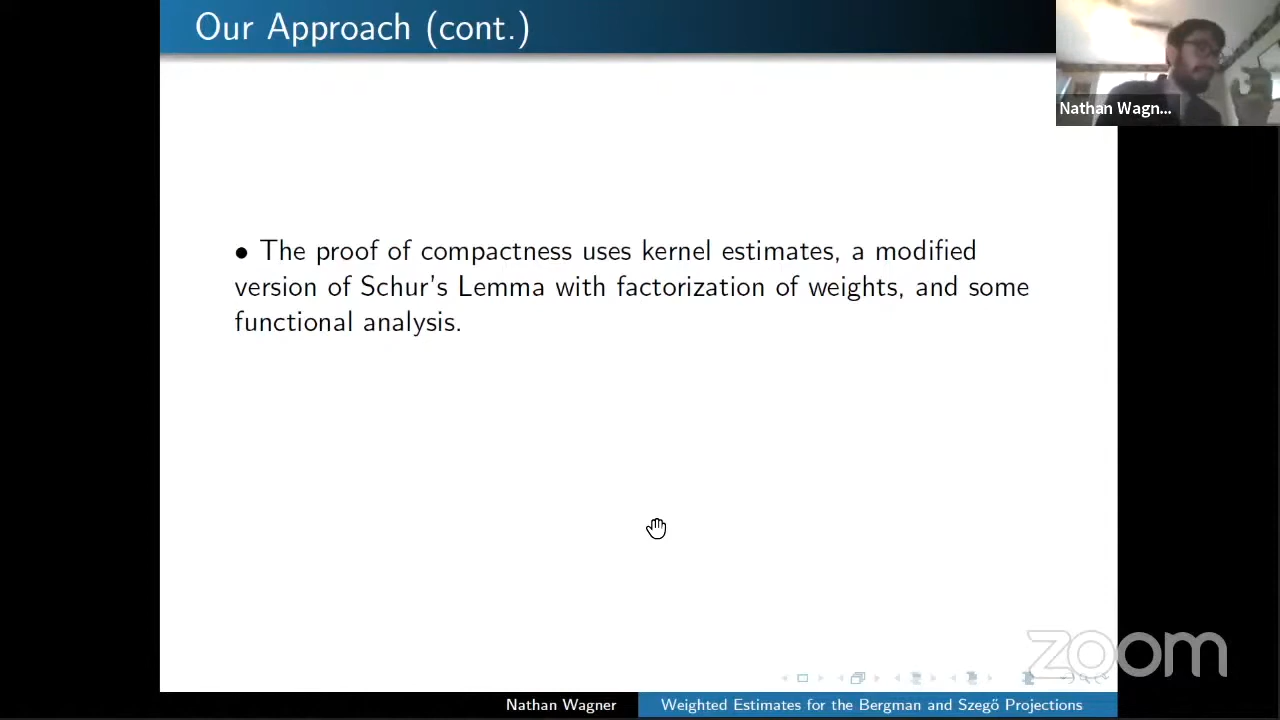 Our Approach (cont.)
Nathan Wagn...
• The proof of compactness uses kernel estimates, a modified
version of Schur's Lemma with factorization of weights, and some
functional analysis.
zoom
Nathan Wagner
Weighted Estimates for the Bergman and Szegő Projections